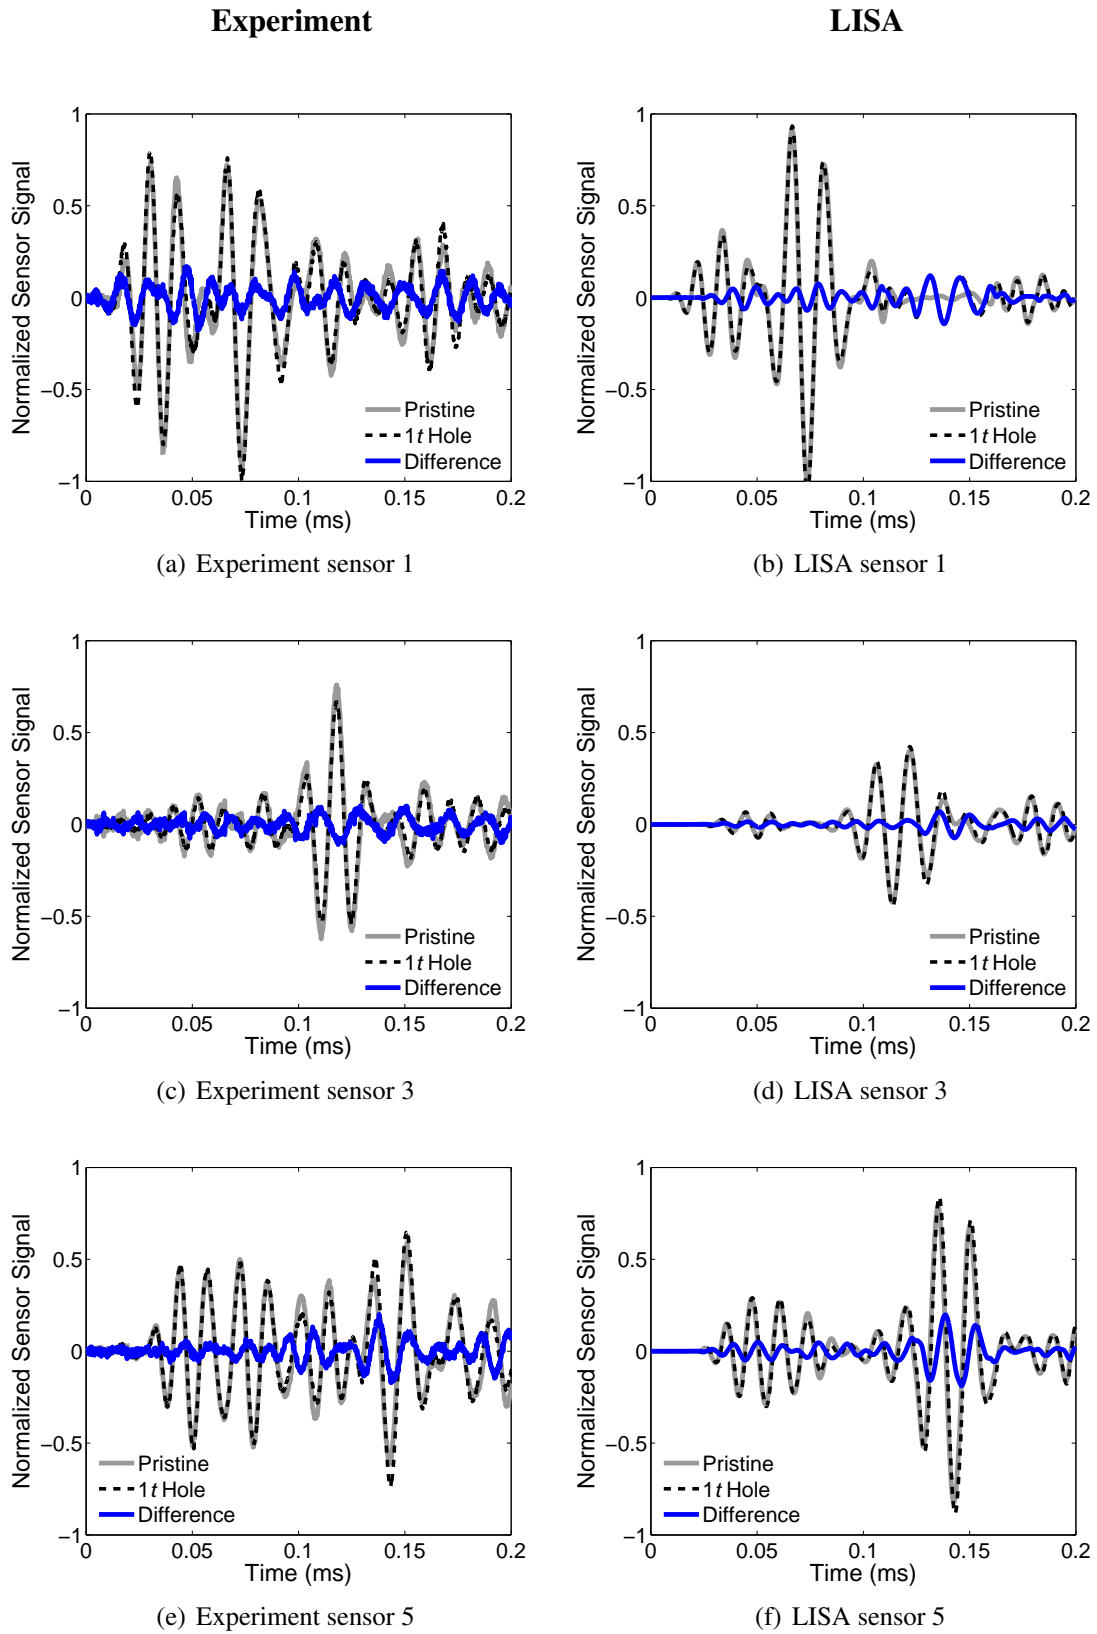 Experiment
LISA
Normalized Sensor Signal
1
0.5
0
−0.5
−1
0
0.05
0.1
0.15
0.2
Time (ms)
Pristine
1t Hole
Difference
(a) Experiment sensor 1
Normalized Sensor Signal
1
0.5
0
−0.5
−1
0
0.05
0.1
0.15
0.2
Time (ms)
Pristine
1t Hole
Difference
(b) LISA sensor 1
Normalized Sensor Signal
1
0.5
0
−0.5
−1
0
0.05
0.1
0.15
0.2
Time (ms)
Pristine
1t Hole
Difference
(c) Experiment sensor 3
Normalized Sensor Signal
1
0.5
0
−0.5
−1
0
0.05
0.1
0.15
0.2
Time (ms)
Pristine
1t Hole
Difference
(d) LISA sensor 3
Normalized Sensor Signal
1
0.5
0
−0.5
−1
0
0.05
0.1
0.15
0.2
Time (ms)
Pristine
1t Hole
Difference
(e) Experiment sensor 5
Normalized Sensor Signal
1
0.5
0
−0.5
−1
0
0.05
0.1
0.15
0.2
Time (ms)
Pristine
1t Hole
Difference
(f) LISA sensor 5